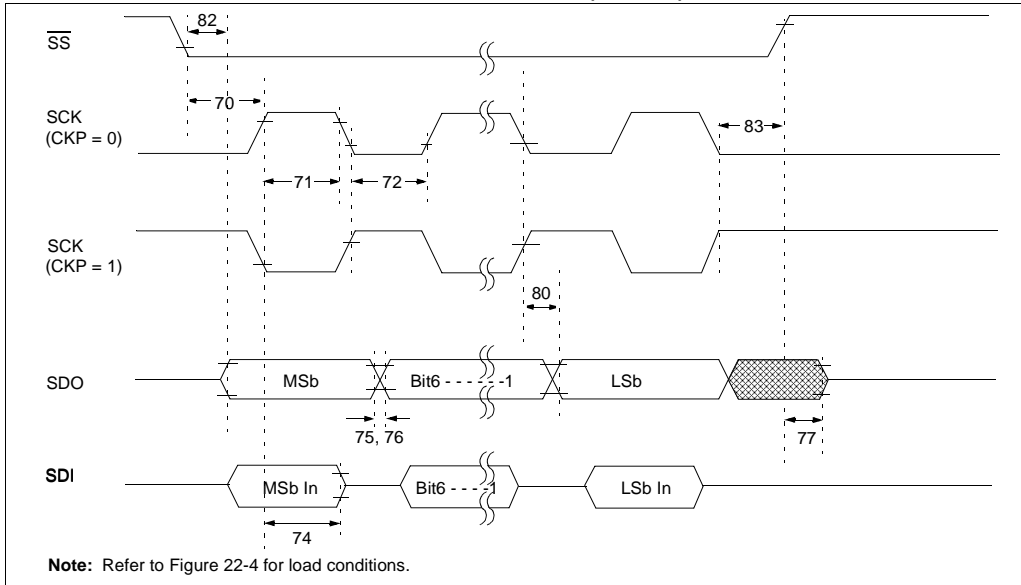 82
SS
70
SCK
(CKP = 0)
83
71
72
SCK
(CKP = 1)
80
SDO
MSb
Bit6 - - - - - -1
LSb
75, 76
77
SDI
MSb In
Bit6 - - - -1
LSb In
74
Note: Refer to Figure 22-4 for load conditions.